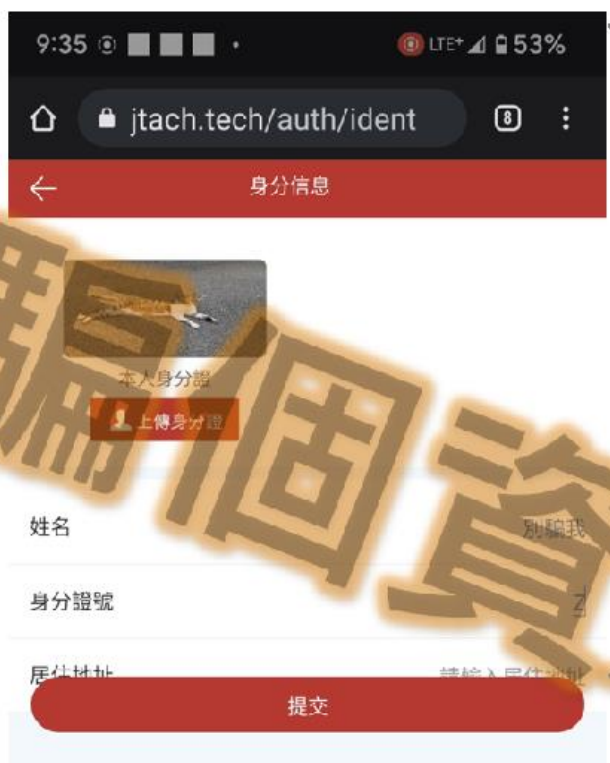 9:35
LTE+
53%
jtach.tech/auth/ident
8
身分信息
本人身分證
上傳身分證
騙個資
姓名
別騙我
身分證號
Z
居住地址
請輸入居住地址
提交